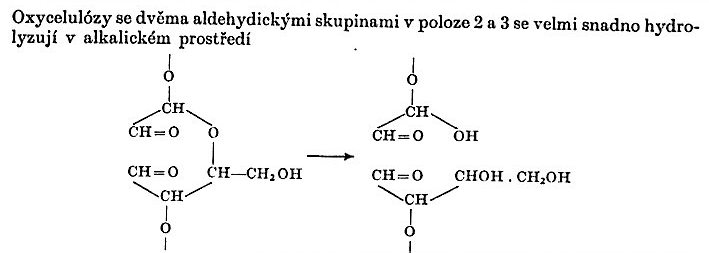 Oxycelulózy se dvěma aldehydickými skupinami v poloze 2 a 3 se velmi snadno hydro-
lyzují v alkalickém prostředí
O O
CH CH
CH=O O CH=O OH
CH=O CH—CH₂OH CH=O CHOH . CH₂OH
CH CH
O O